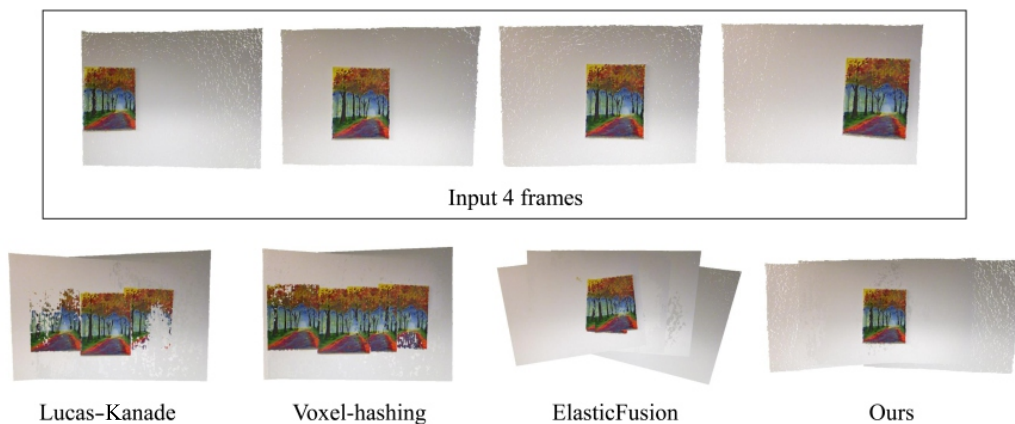 Input 4 frames
Lucas–Kanade
Voxel-hashing
ElasticFusion
Ours